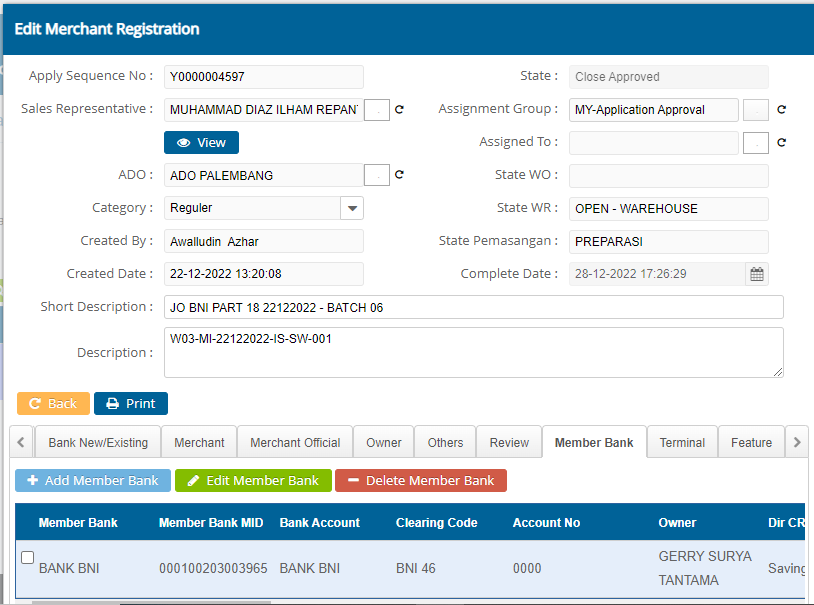 Edit Merchant Registration
Apply Sequence No : Y0000004597 State : Close Approved
Sales Representative : MUHAMMAD DIAZ ILHAM REPAN Assignment Group : MY-Application Approval
View Assigned To :
ADO : ADO PALEMBANG State WO :
Category : Reguler State WR : OPEN - WAREHOUSE
Created By : Awalludin Azhar State Pemasangan : PREPARASI
Created Date : 22-12-2022 13:20:08 Complete Date : 28-12-2022 17:26:29
Short Description : JO BNI PART 18 22122022 - BATCH 06
Description : W03-MI-22122022-IS-SW-001
Back Print
Bank New/Existing Merchant Merchant Official Owner Others Review Member Bank Terminal Feature
Add Member Bank Edit Member Bank Delete Member Bank
Member Bank Member Bank MID Bank Account Clearing Code Account No Owner Dir CR
BANK BNI 000100203003965 BANK BNI BNI 46 0000 GERRY SURYA Saving
TANTAMA